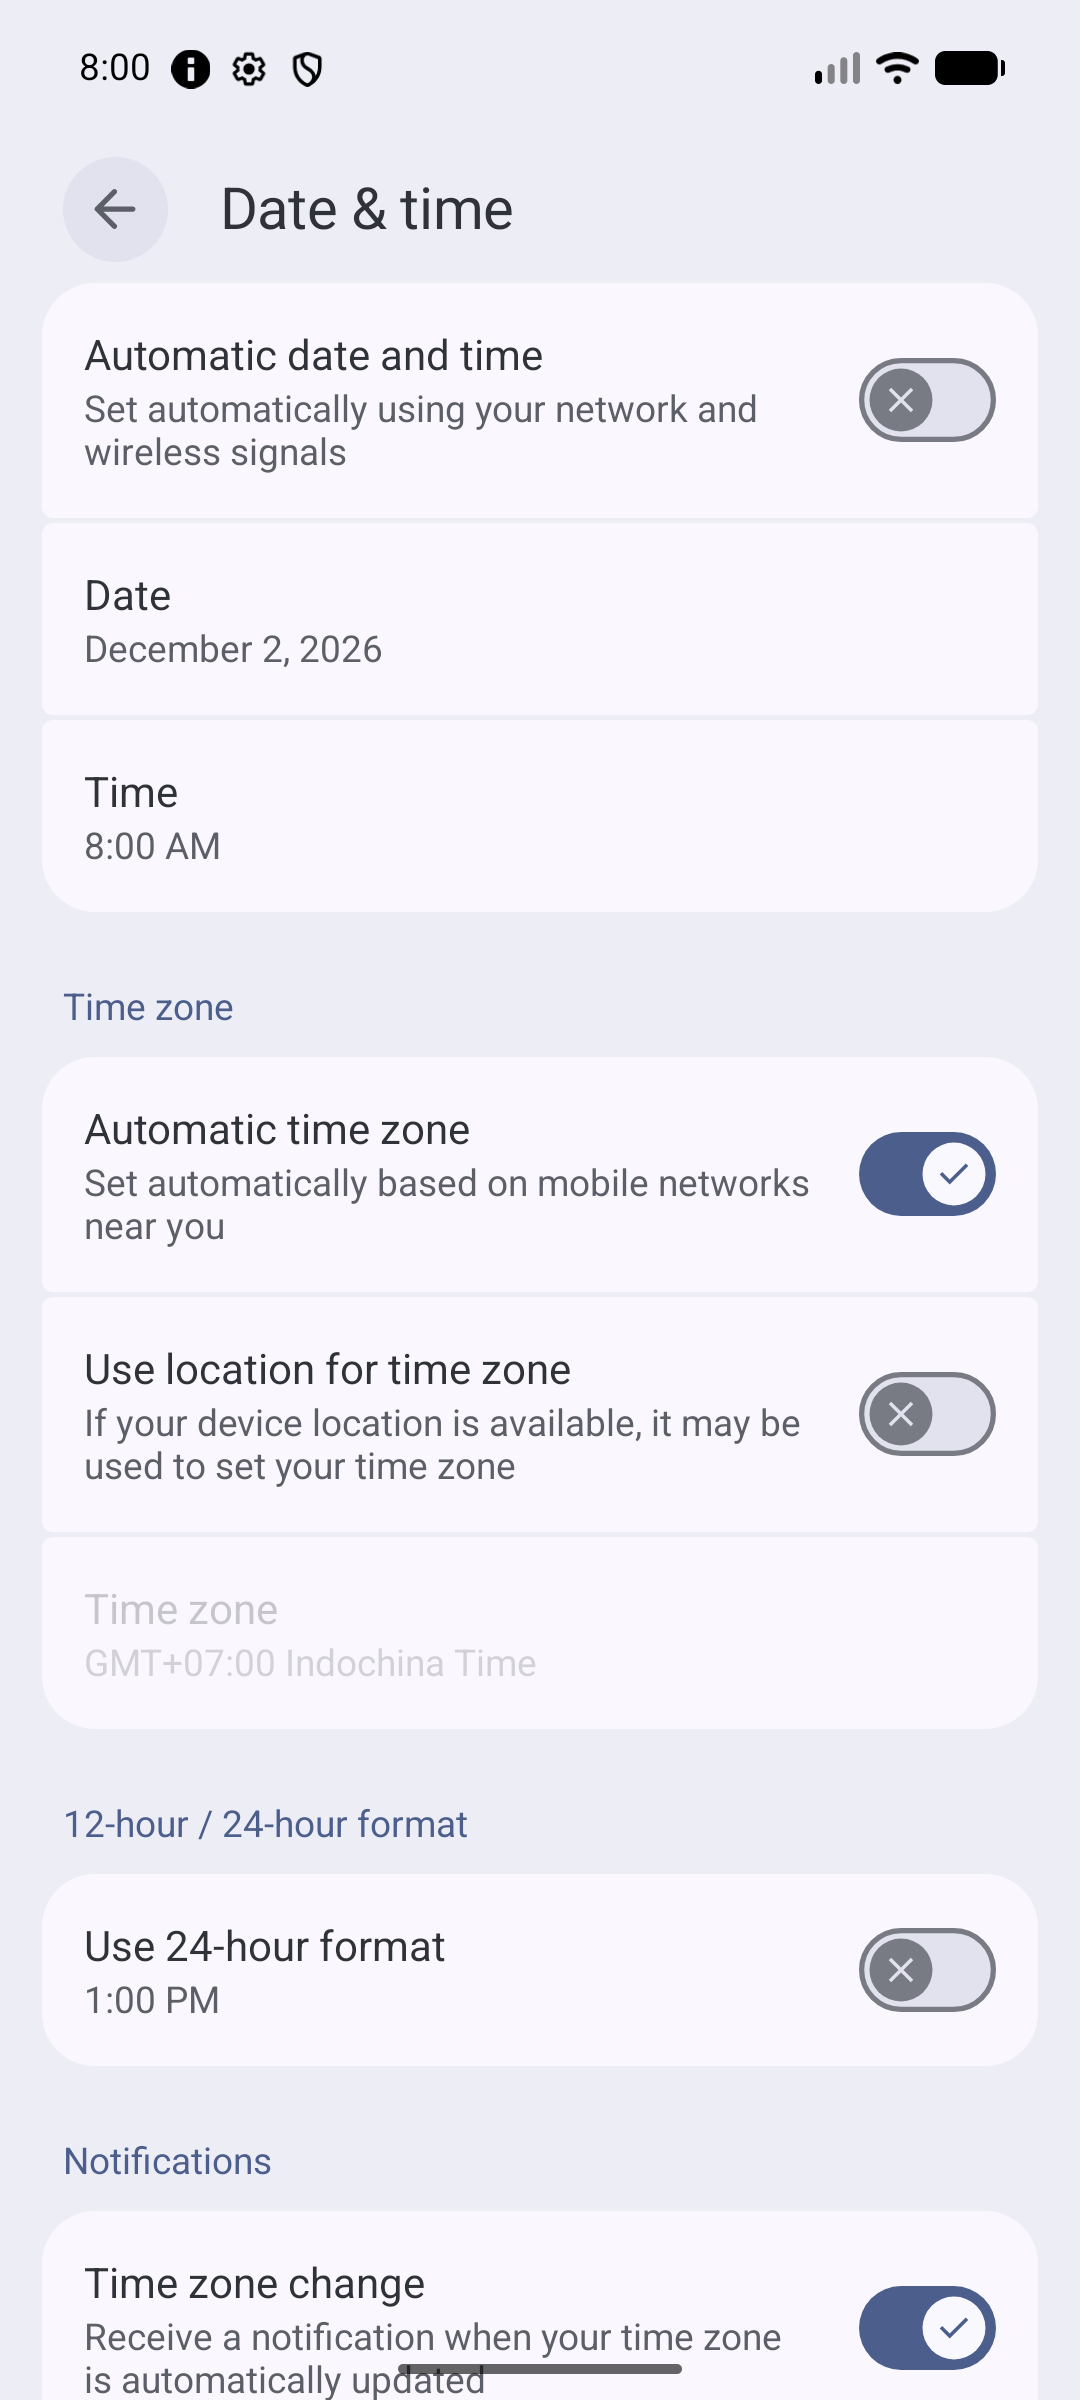 8:00
Date & time
Automatic date and time
Set automatically using your network and
wireless signals
Date
December 2, 2026
Time
8:00 AM
Time zone
Automatic time zone
Set automatically based on mobile networks
near you
Use location for time zone
If your device location is available, it may be
used to set your time zone
Time zone
GMT+07:00 Indochina Time
12-hour / 24-hour format
Use 24-hour format
1:00 PM
Notifications
Time zone change
Receive a notification when your time zone
is automatically updated